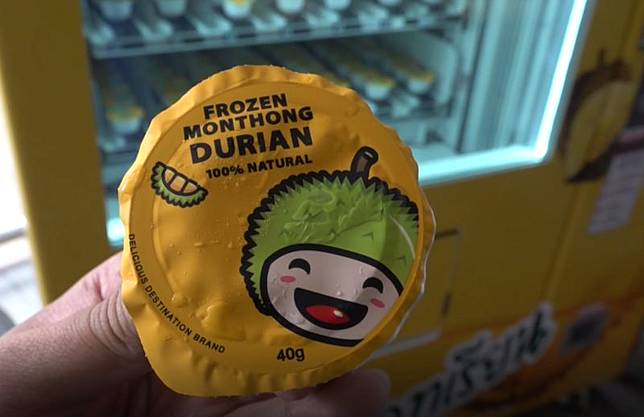 FROZEN
MONTHONG
DURIAN
100% NATURAL
DELICIOUS DESTINATION BRAND
40g